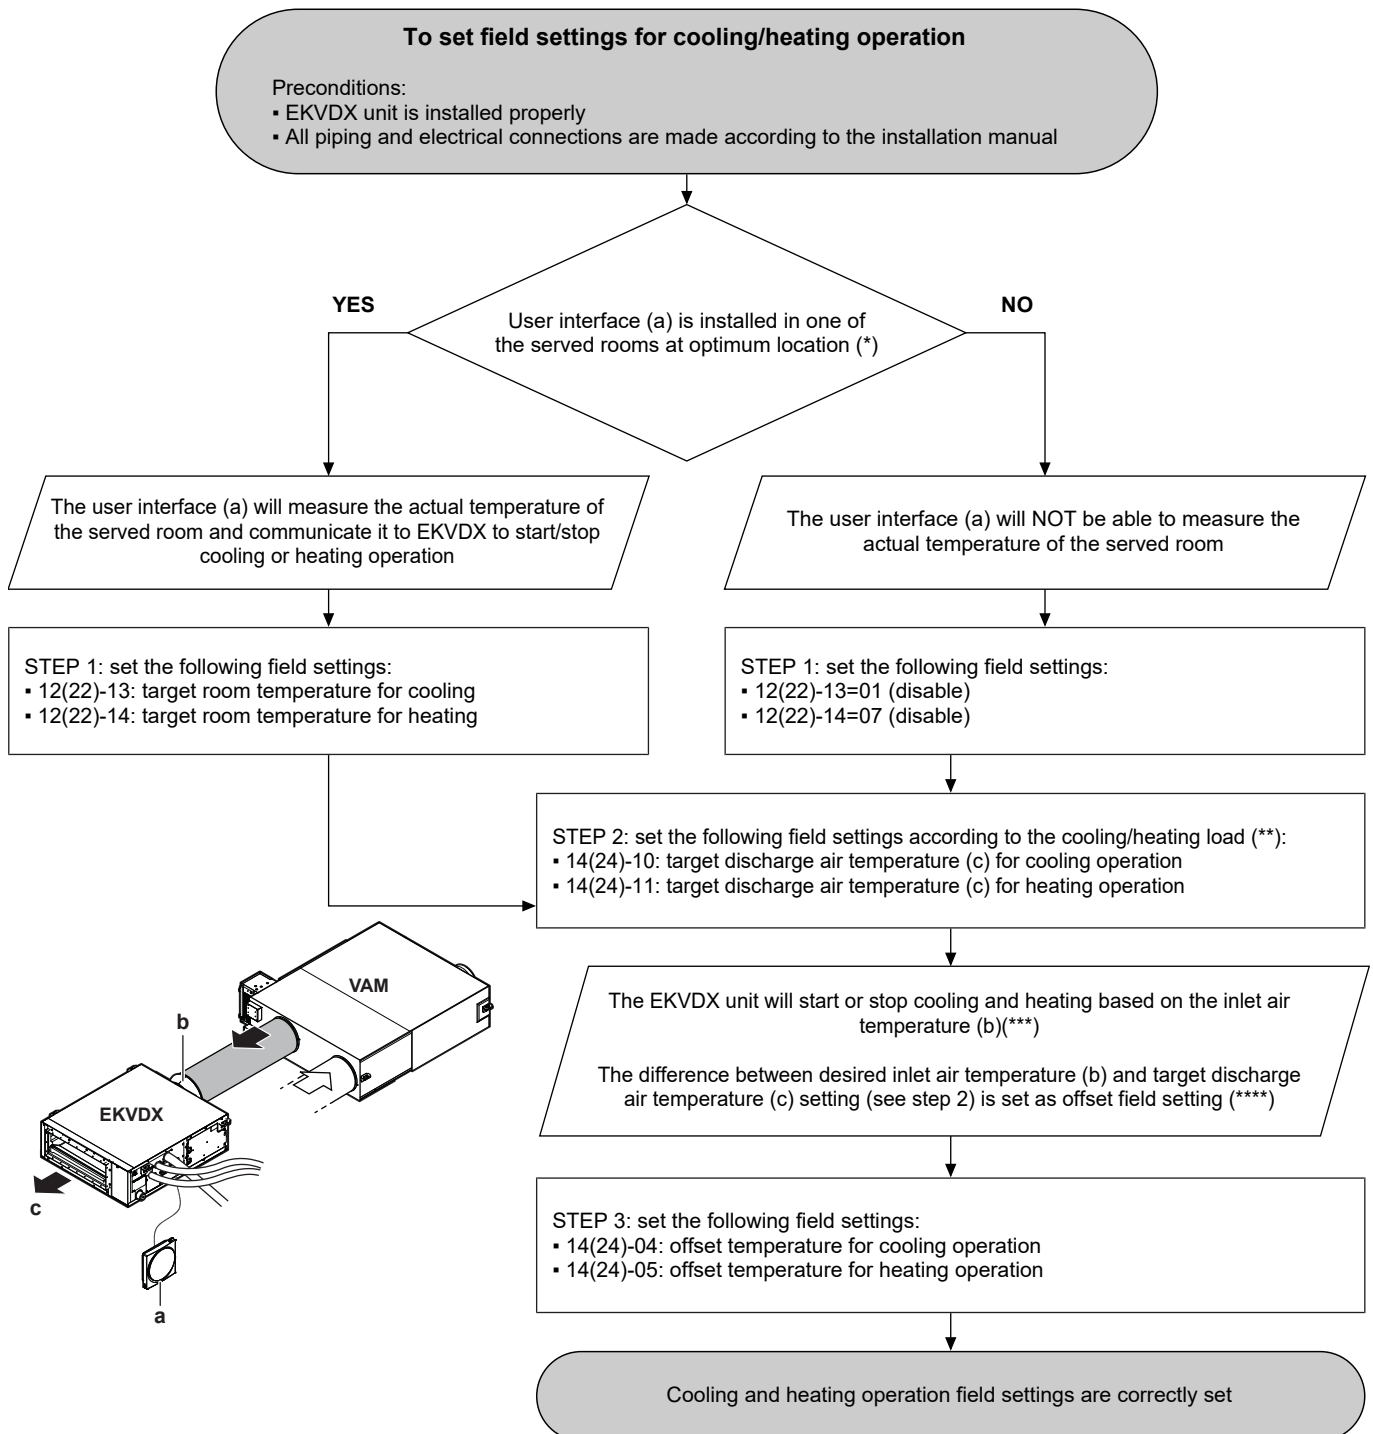 To set field settings for cooling/heating operation
Preconditions:
▪ EKVDX unit is installed properly
▪ All piping and electrical connections are made according to the installation manual
YES
NO
User interface (a) is installed in one of
the served rooms at optimum location (*)
The user interface (a) will measure the actual temperature of
the served room and communicate it to EKVDX to start/stop
cooling or heating operation
The user interface (a) will NOT be able to measure the
actual temperature of the served room
STEP 1: set the following field settings:
▪ 12(22)-13: target room temperature for cooling
▪ 12(22)-14: target room temperature for heating
STEP 1: set the following field settings:
▪ 12(22)-13=01 (disable)
▪ 12(22)-14=07 (disable)
STEP 2: set the following field settings according to the cooling/heating load (**):
▪ 14(24)-10: target discharge air temperature (c) for cooling operation
▪ 14(24)-11: target discharge air temperature (c) for heating operation
The EKVDX unit will start or stop cooling and heating based on the inlet air
temperature (b)(***)
The difference between desired inlet air temperature (b) and target discharge
air temperature (c) setting (see step 2) is set as offset field setting (****)
VAM
b
EKVDX
c
a
STEP 3: set the following field settings:
▪ 14(24)-04: offset temperature for cooling operation
▪ 14(24)-05: offset temperature for heating operation
Cooling and heating operation field settings are correctly set